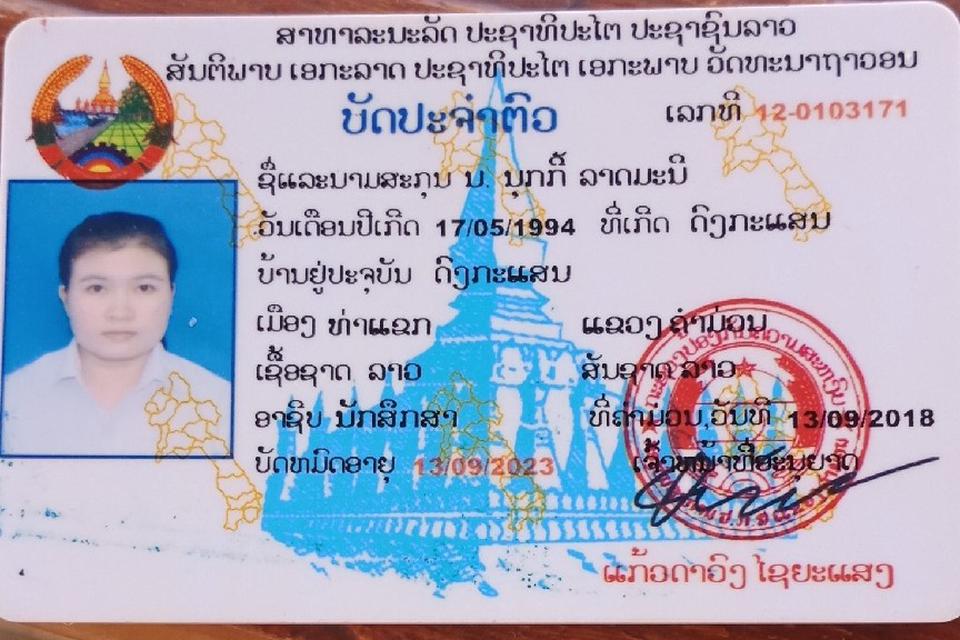 ສາທາລະນະລັດ ປະຊາທິປະໄຕ ປະຊາຊົນລາວ
ສັນຕິພາບ ເອກະລາດ ປະຊາທິປະໄຕ ເອກະພາບ ວັດທະນາຖາວອນ
ບັດປະຈຳຕົວ ເລກທີ 12-0103171
ຊື່ແລະນາມສະກຸນ ນ. ນຸກກີ້ ລາດມະນີ
ວັນເດືອນປີເກີດ 17/05/1994 ທີ່ເກີດ ດົງກະແສນ
ບ້ານຢູ່ປະຈຸບັນ ດົງກະແສນ
ເມືອງ ທ່າແຂກ ແຂວງ ຄຳມ່ວນ
ເຊື້ອຊາດ ລາວ ສັນຊາດ ລາວ
ອາຊີບ ນັກສຶກສາ ທີ່ຄຳມ່ວນ,ວັນທີ 13/09/2018
ບັດຫມົດອາຍຸ 13/09/2023 ເຈົ້າຫນ້າທີ່ອະນຸຍາດ
ແກ້ວດາວົງ ໄຊຍະແສງ